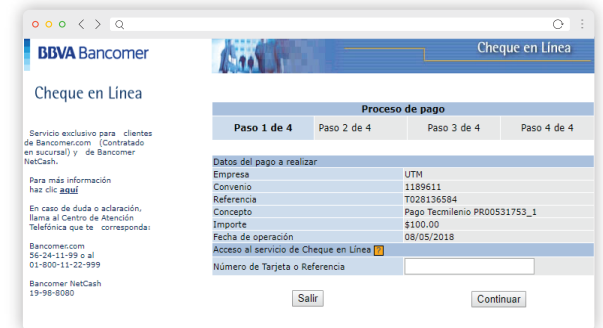 BBVA Bancomer
Cheque en Línea
Cheque en Línea
Servicio exclusivo para clientes
de Bancomer.com (Contratado
en sucursal) y de Bancomer
NetCash.
Para más información
haz clic aquí
En caso de duda o aclaración,
llama al Centro de Atención
Telefónica que te corresponda:
Bancomer.com
56-24-11-99 o al
01-800-11-22-999
Bancomer NetCash
19-98-8080
Proceso de pago
Paso 1 de 4 Paso 2 de 4 Paso 3 de 4 Paso 4 de 4
Datos del pago a realizar
Empresa UTM
Convenio 1189611
Referencia T028136584
Concepto Pago Tecmilenio PR00531753_1
Importe $100.00
Fecha de operación 08/05/2018
Acceso al servicio de Cheque en Línea ?
Número de Tarjeta o Referencia
Salir Continuar